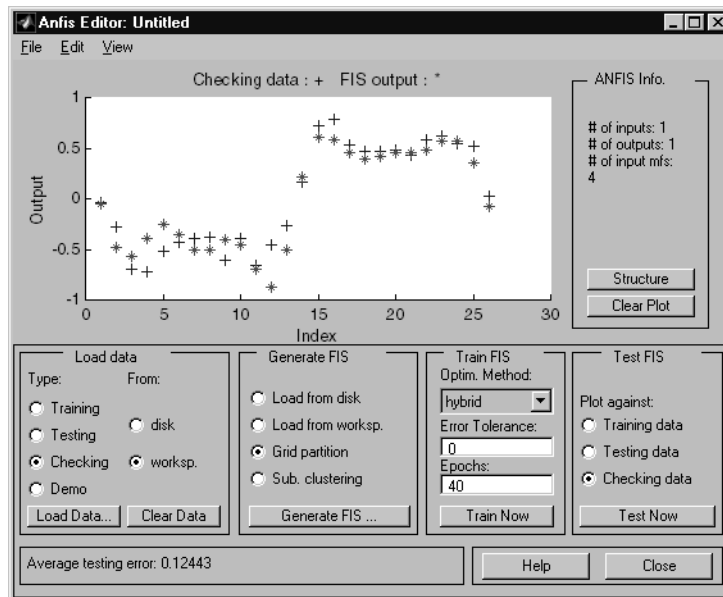 Anfis Editor: Untitled
File Edit View
Checking data : + FIS output : *
1
0.5
0
-0.5
-1
Output
0 5 10 15 20 25 30
Index
ANFIS Info.
# of inputs: 1
# of outputs: 1
# of input mfs:
4
Structure
Clear Plot
Load data
Type: From:
Training
Testing
Checking
Demo
disk
worksp.
Load Data... Clear Data
Generate FIS
Load from disk
Load from worksp.
Grid partition
Sub. clustering
Generate FIS ...
Train FIS
Optim. Method:
hybrid
Error Tolerance:
0
Epochs:
40
Train Now
Test FIS
Plot against:
Training data
Testing data
Checking data
Test Now
Average testing error: 0.12443
Help Close